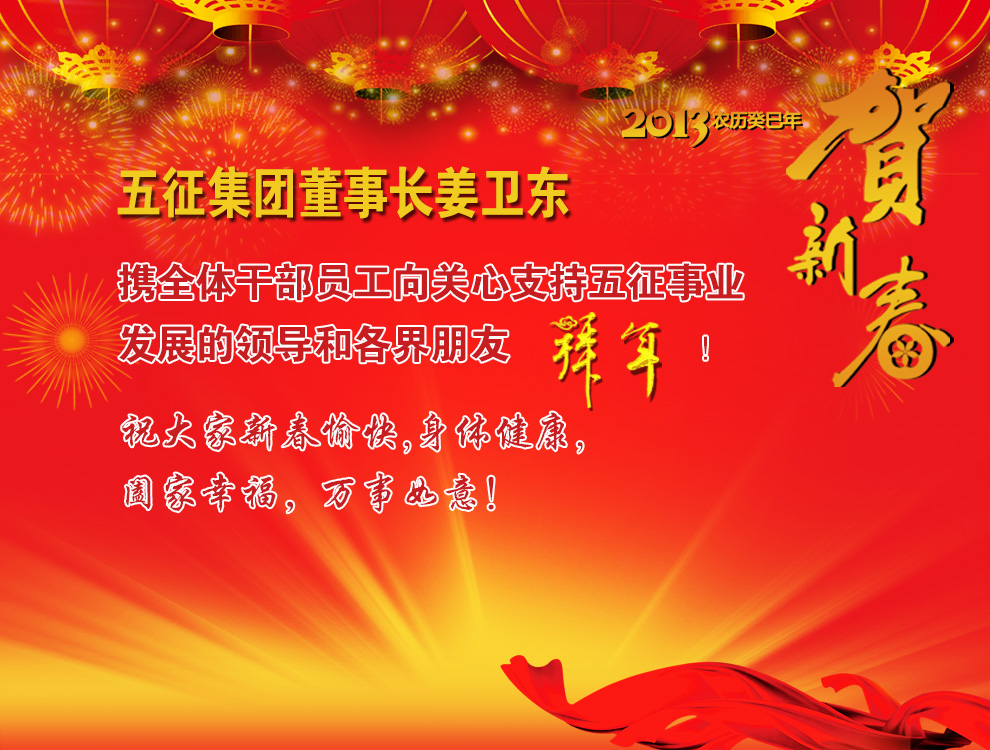 2013农历癸巳年
賀新春
五征集团董事长姜卫东
携全体干部员工向关心支持五征事业
发展的领导和各界朋友 拜年 !
祝大家新春愉快,身体健康,
阖家幸福，万事如意!